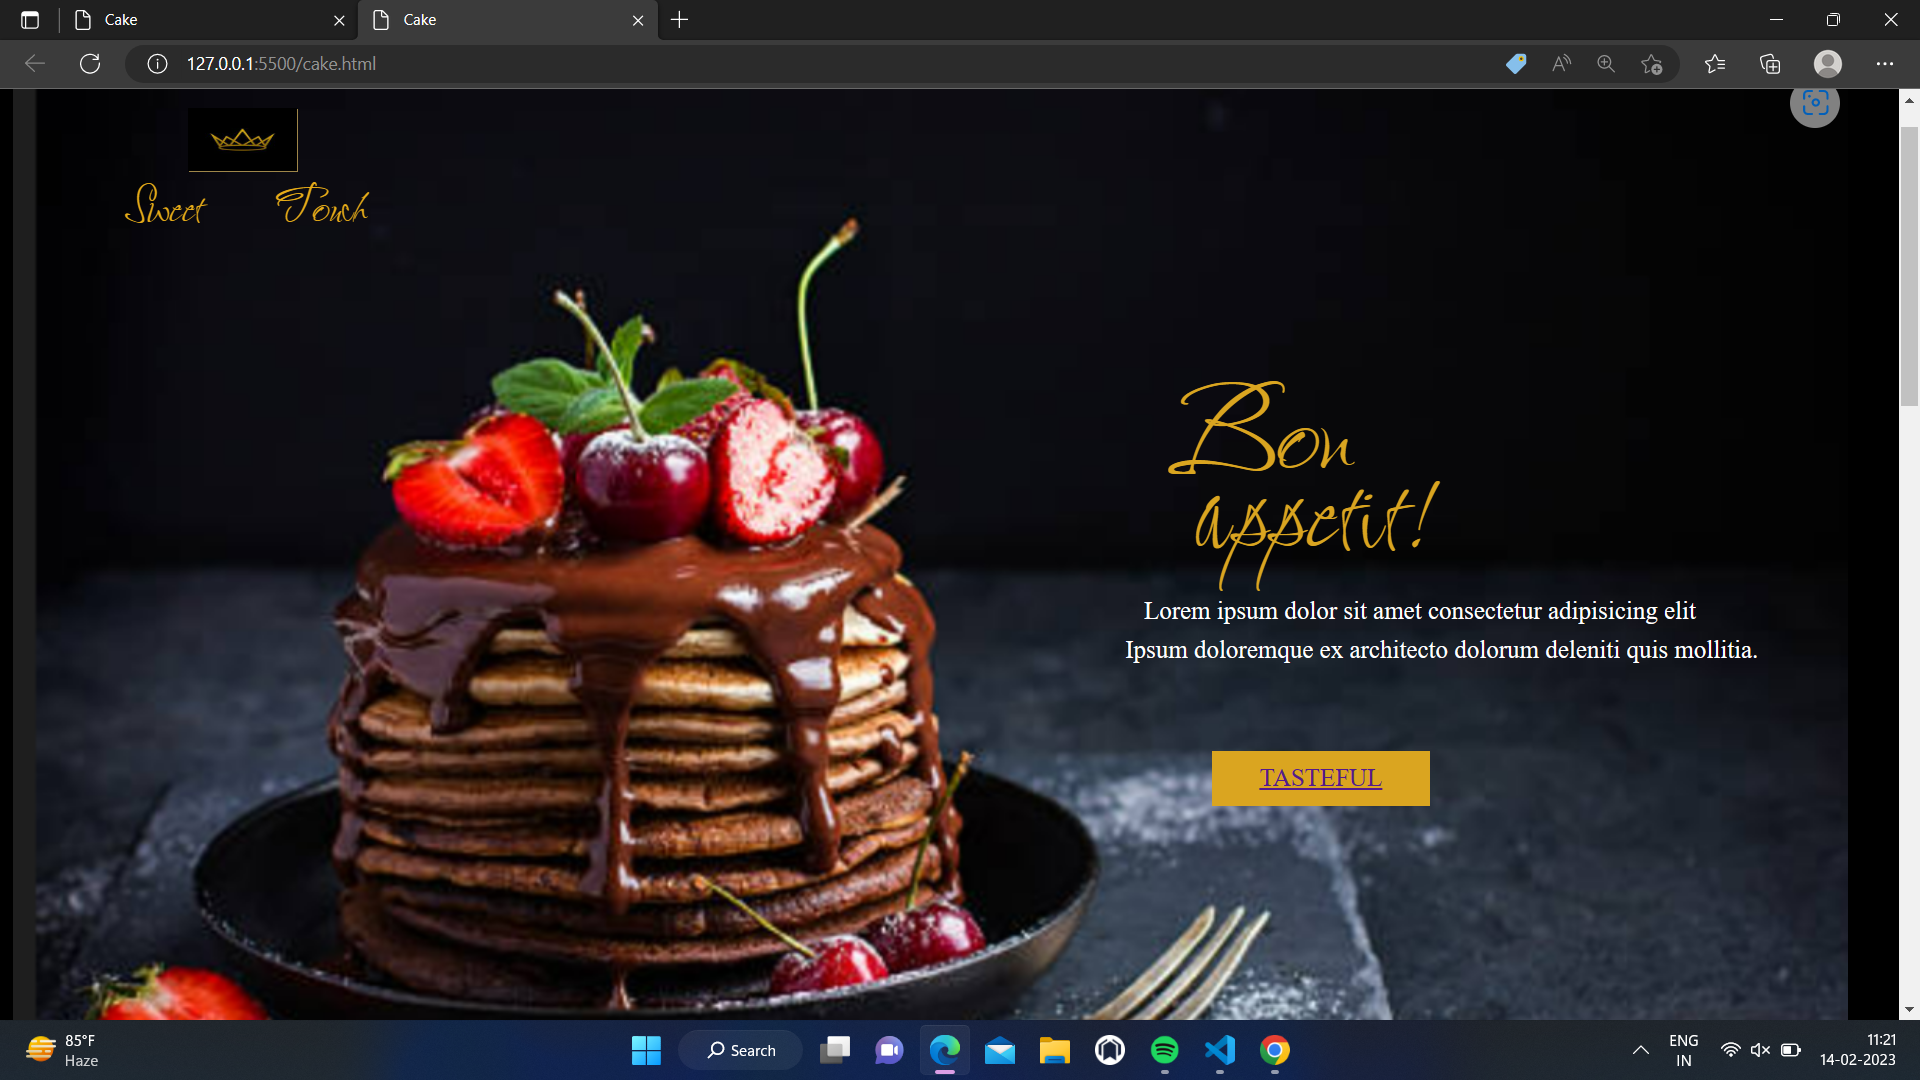 Cake
Cake
127.0.0.1:5500/cake.html
Sweet Touch
Bon
appetit!
Lorem ipsum dolor sit amet consectetur adipisicing elit
Ipsum doloremque ex architecto dolorum deleniti quis mollitia.
TASTEFUL
85°F
Haze
Search
ENG
IN
11:21
14-02-2023